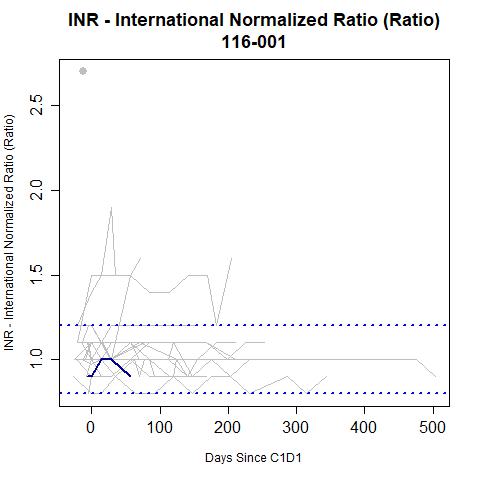 INR - International Normalized Ratio (Ratio)
116-001
INR - International Normalized Ratio (Ratio)
2.5
2.0
1.5
1.0
0 100 200 300 400 500
Days Since C1D1